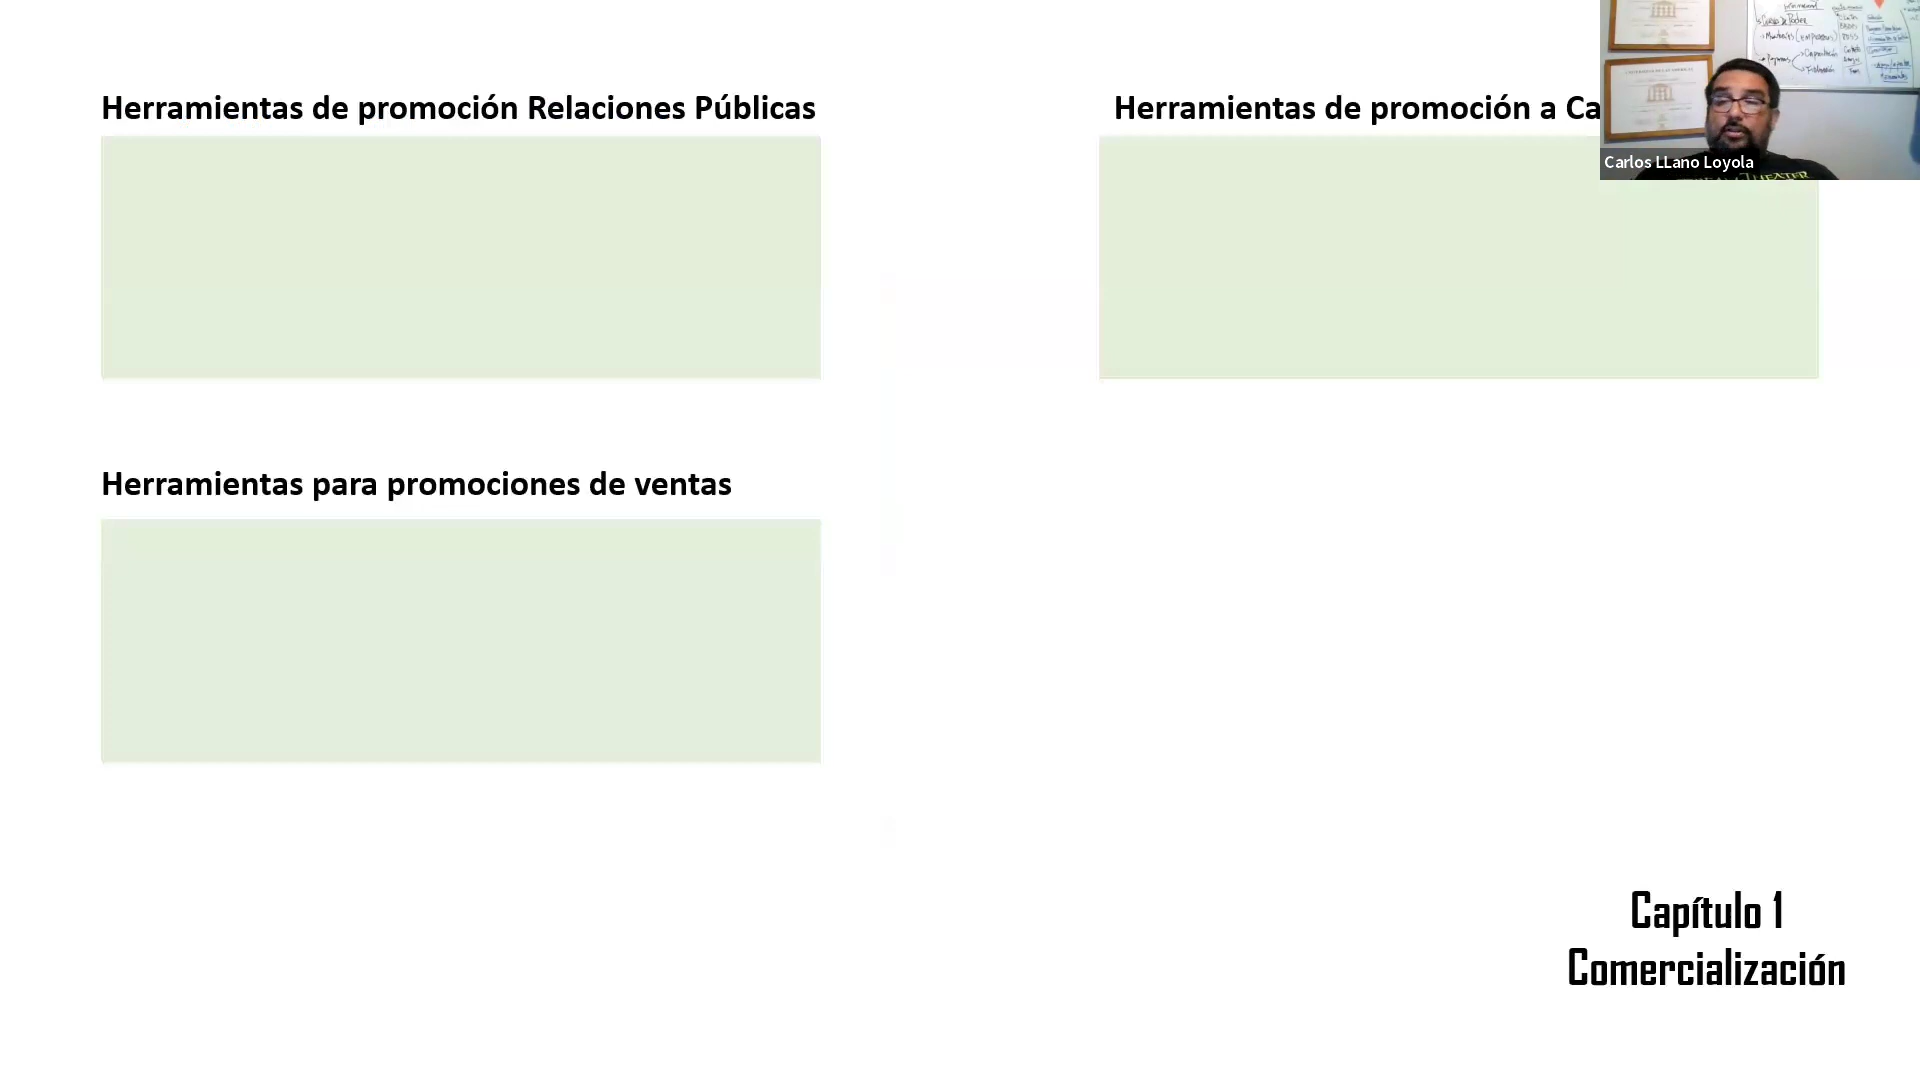 Herramientas de promoción Relaciones Públicas
Herramientas de promoción a Ca
Carlos LLano Loyola
Herramientas para promociones de ventas
Capítulo 1
Comercialización